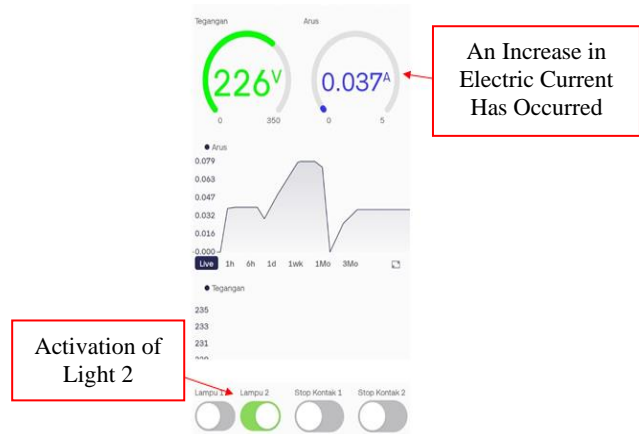 Tegangan
Arus
226V
0.037A
0
350
0
5
An Increase in
Electric Current
Has Occurred
Arus
0.079
0.063
0.047
0.032
0.016
-0.000
Live 1h 6h 1d 1wk 1Mo 3Mo
Tegangan
235
233
231
Activation of
Light 2
Lampu 1
Lampu 2
Stop Kontak 1
Stop Kontak 2